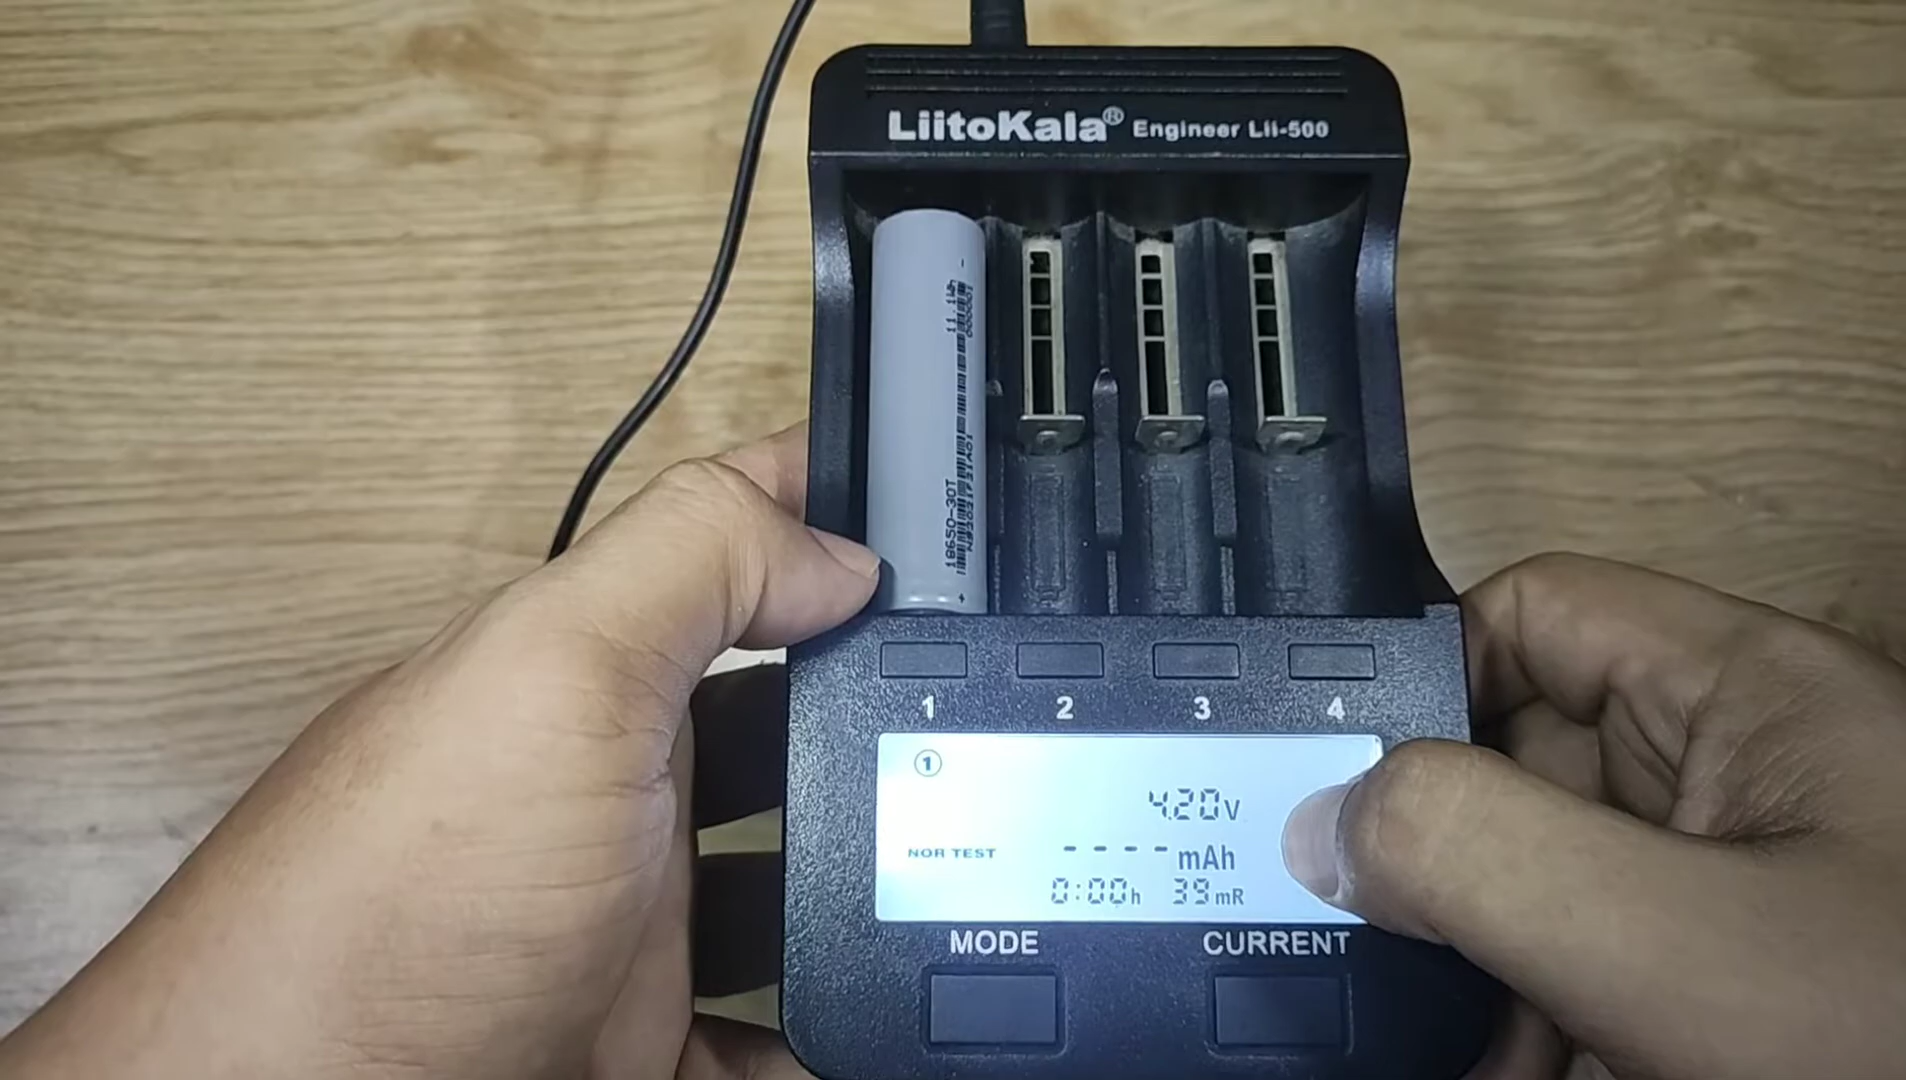 LiitoKala® Engineer Lii-500
-
11.1Wh
000001
18650-30T
+
1 2 3 4
1
4.20V
NOR TEST ---- mAh
0:00h 39mR
MODE CURRENT